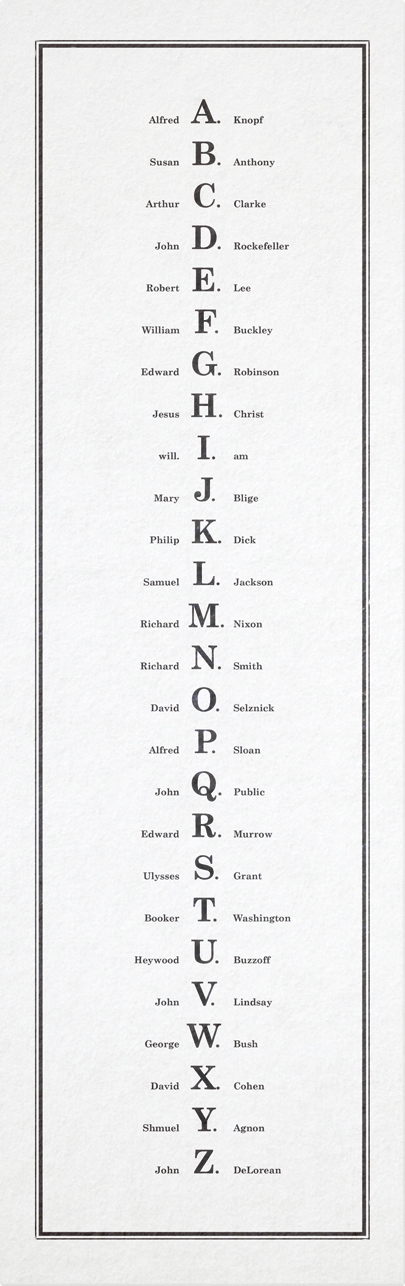 Alfred A. Knopf
Susan B. Anthony
Arthur C. Clarke
John D. Rockefeller
Robert E. Lee
William F. Buckley
Edward G. Robinson
Jesus H. Christ
will. I. am
Mary J. Blige
Philip K. Dick
Samuel L. Jackson
Richard M. Nixon
Richard N. Smith
David O. Selznick
Alfred P. Sloan
John Q. Public
Edward R. Murrow
Ulysses S. Grant
Booker T. Washington
Heywood U. Buzzoff
John V. Lindsay
George W. Bush
David X. Cohen
Shmuel Y. Agnon
John Z. DeLorean